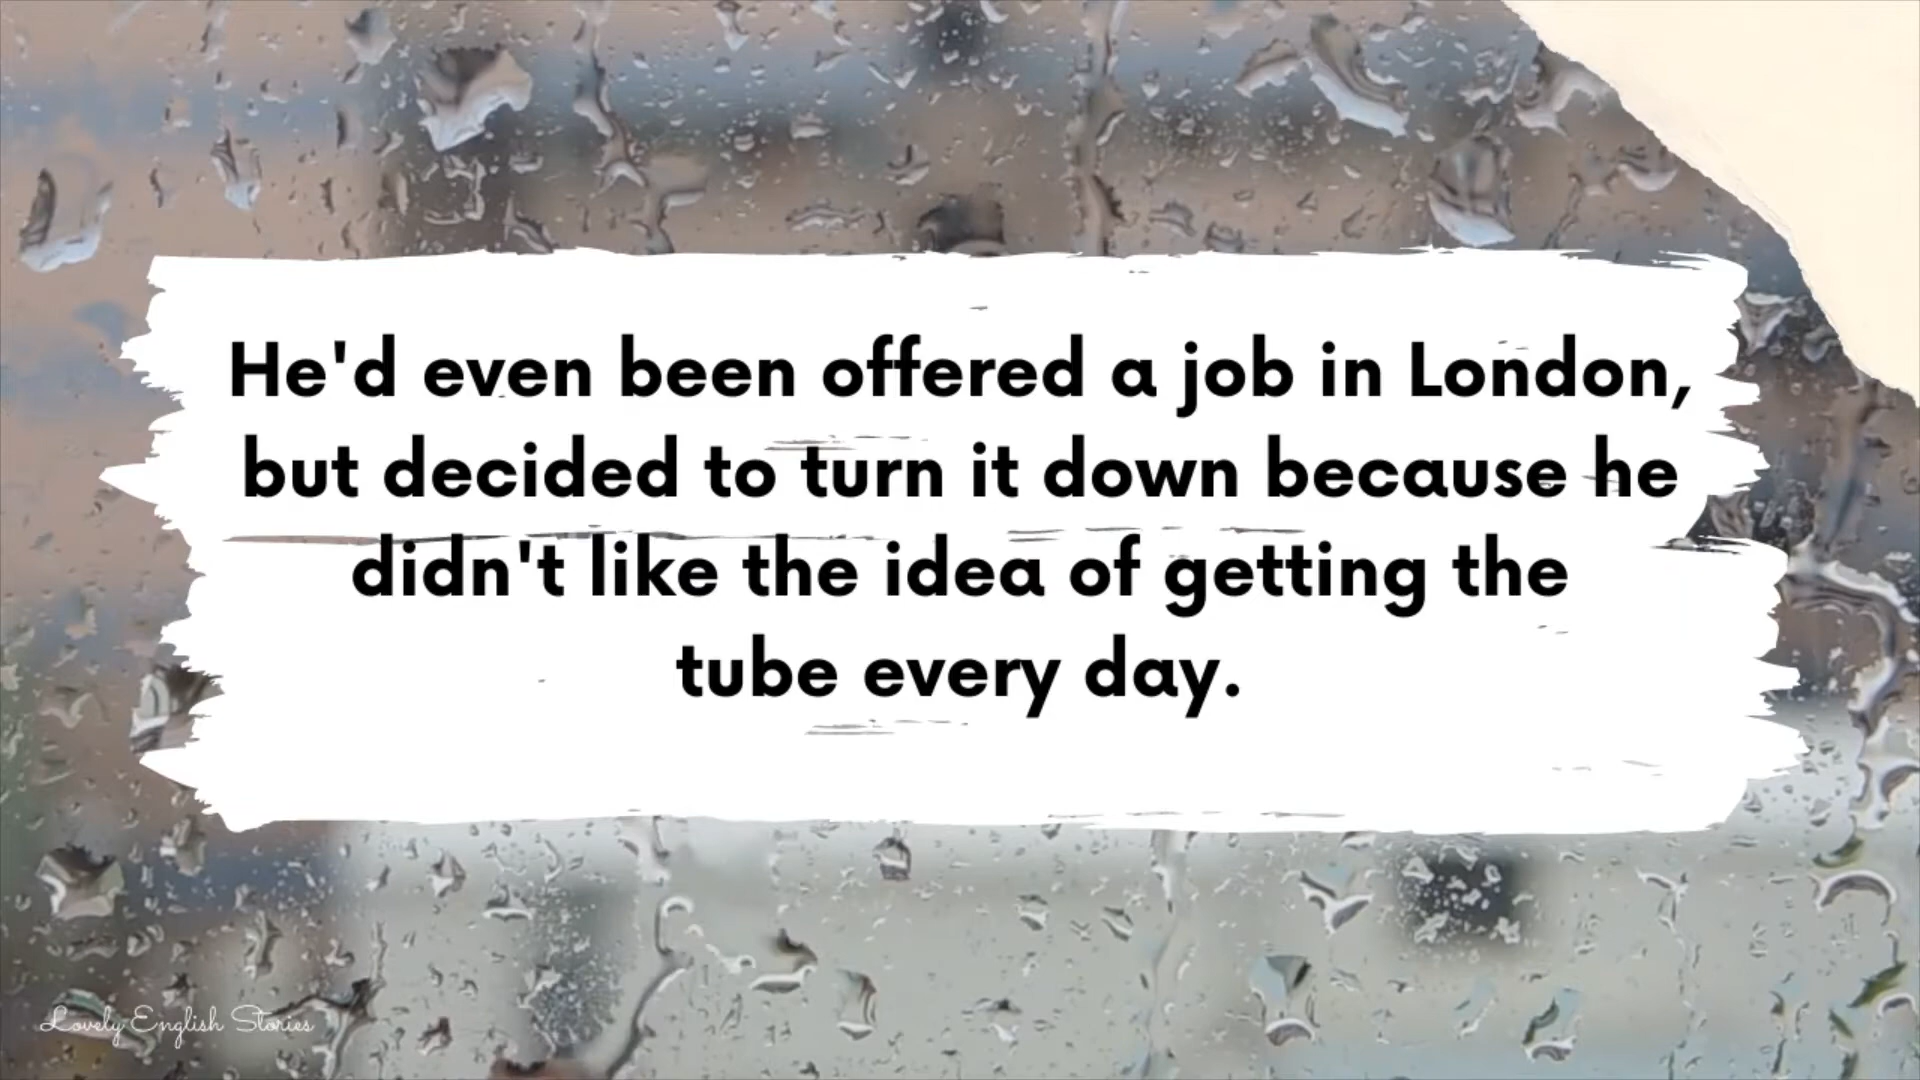 He'd even been offered a job in London,
but decided to turn it down because he
didn't like the idea of getting the
tube every day.
Lovely English Stories